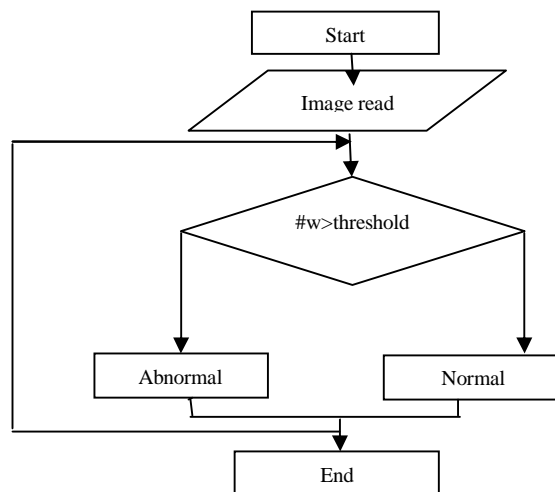 Start
Image read
#w>threshold
Abnormal
Normal
End